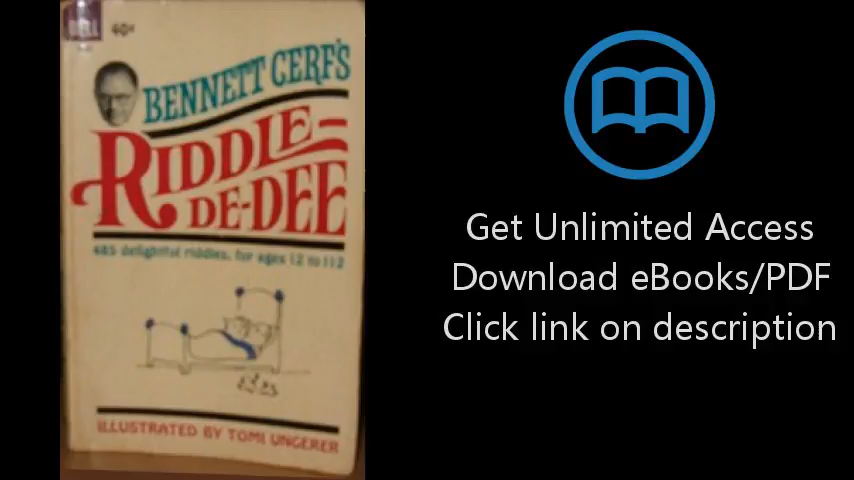 DELL 40¢
BENNETT CERF'S
RIDDLE-
DE-DEE
485 delightful riddles, for ages 12 to 112
ILLUSTRATED BY TOMI UNGERER
Get Unlimited Access
Download eBooks/PDF
Click link on description